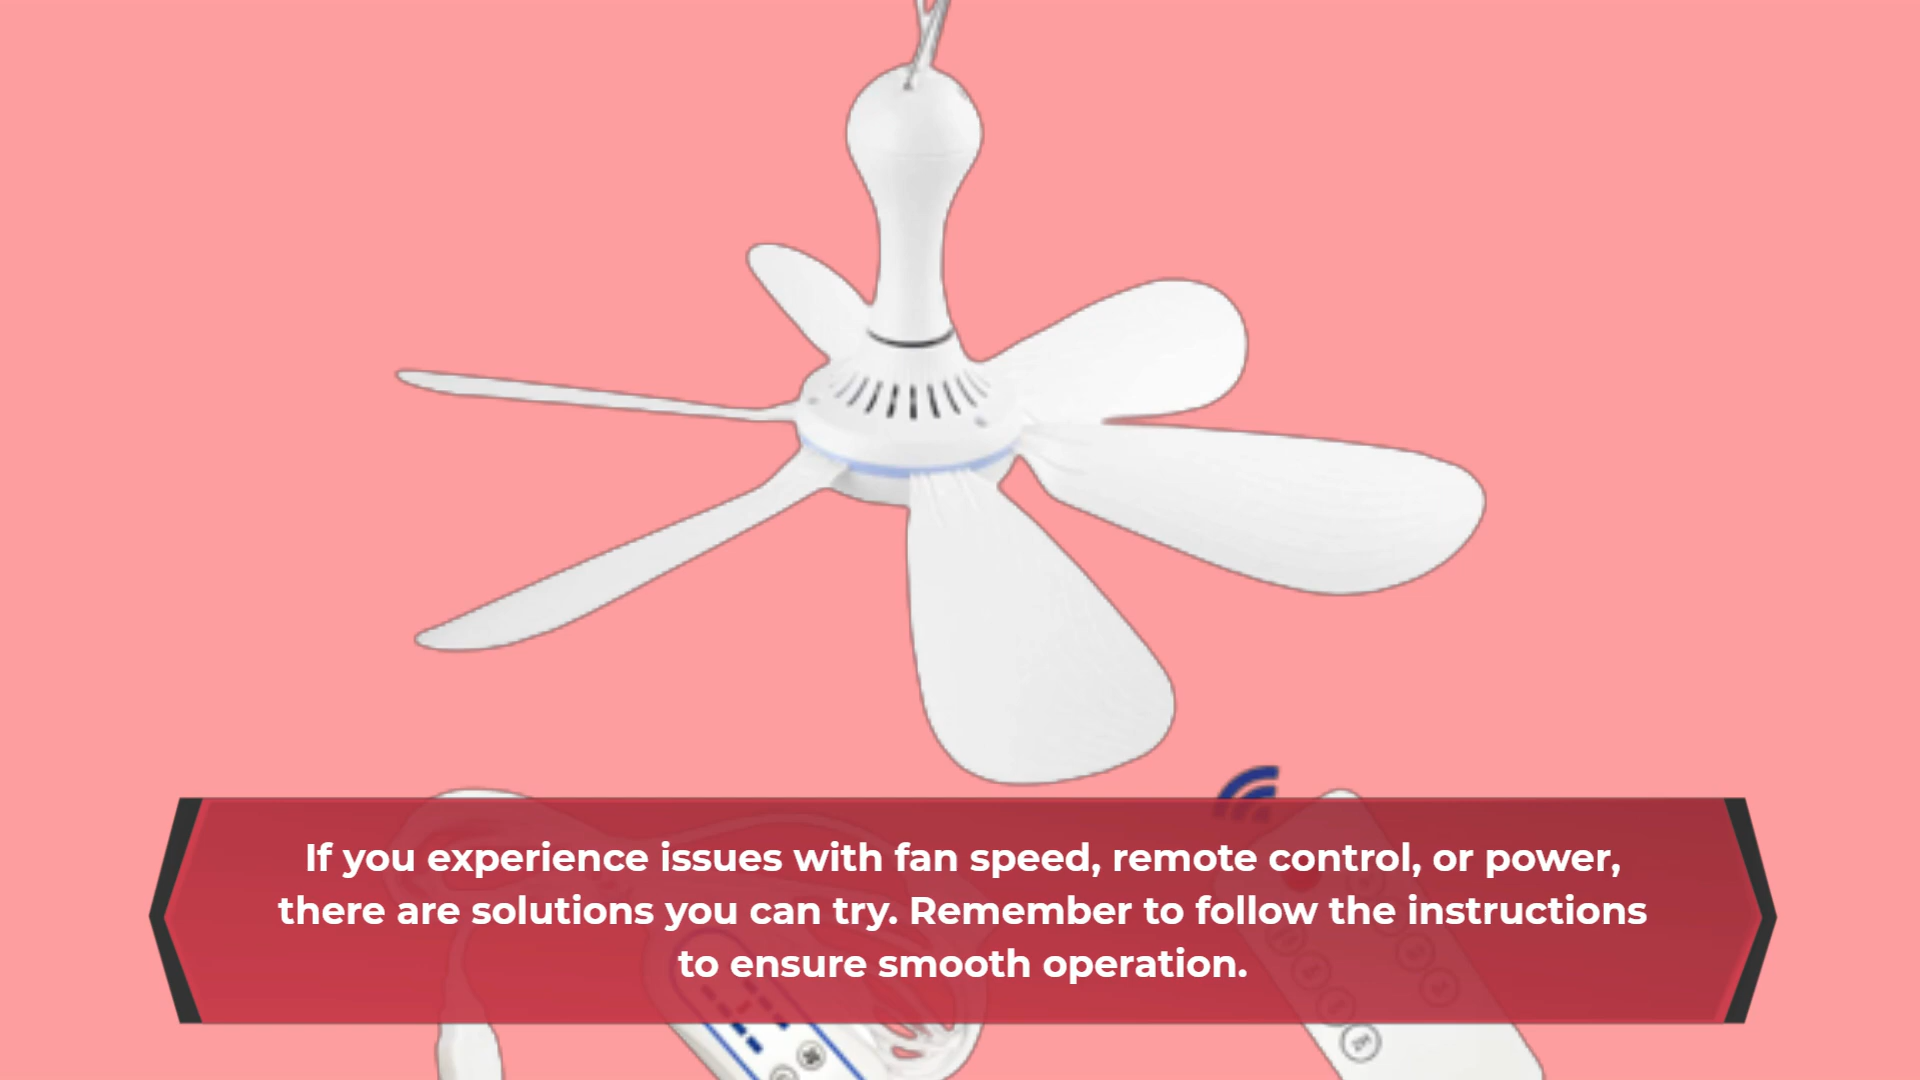 If you experience issues with fan speed, remote control, or power,
there are solutions you can try. Remember to follow the instructions
to ensure smooth operation.
2H